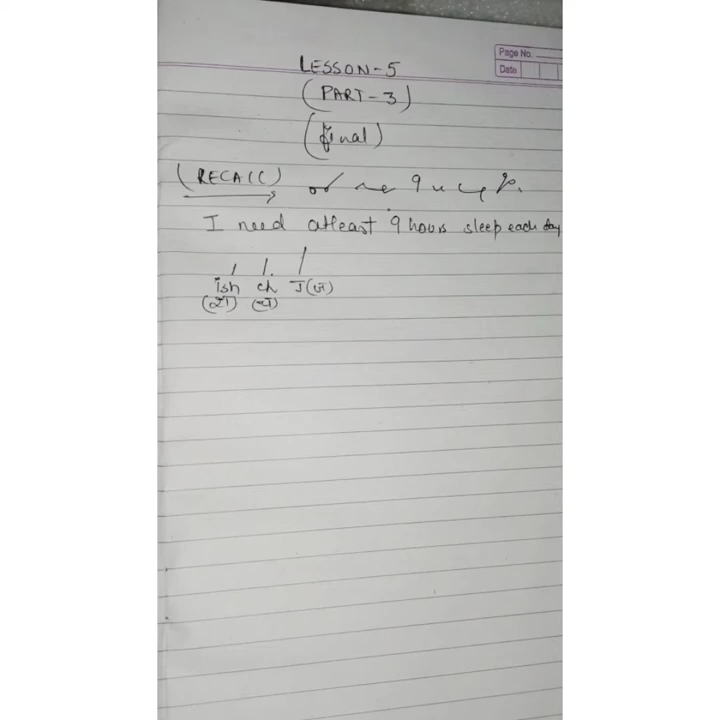 Page No.
Date
LESSON-5
(PART-3)
(final)
(RECALL)
I need atleast 9 hours sleep each day
ish ch J(ज)
(श) (च)